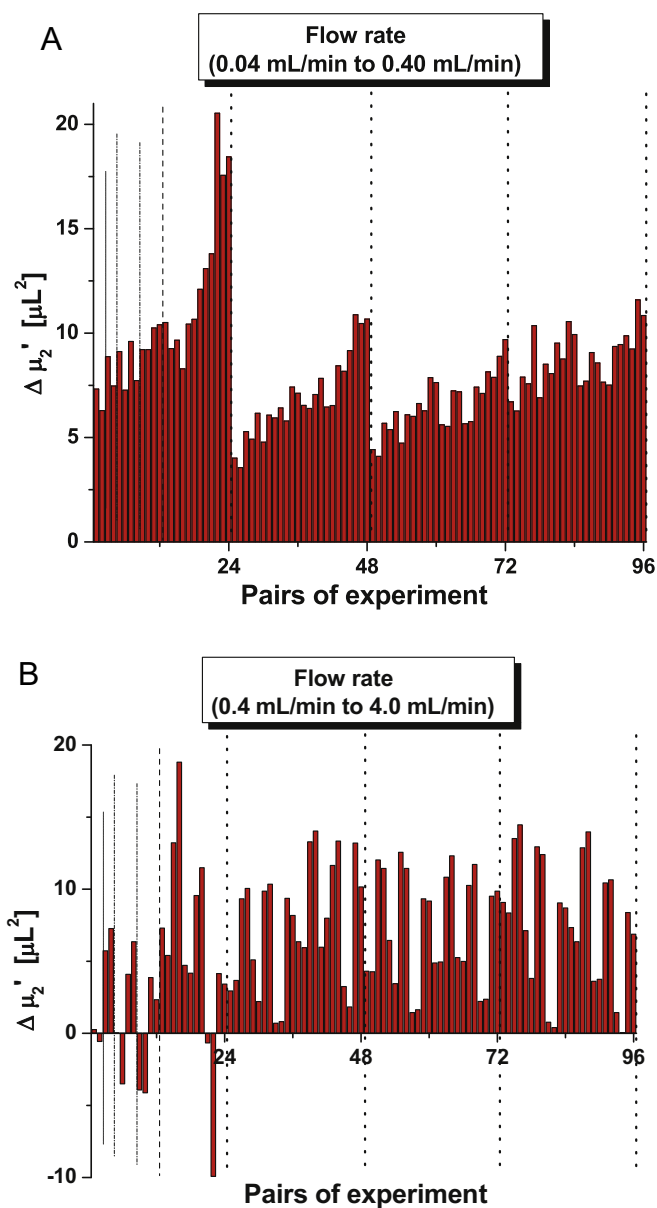 A
Flow rate
(0.04 mL/min to 0.40 mL/min)
20
15
10
5
0
Δ μ₂' [μL²]
24
48
72
96
Pairs of experiment
B
Flow rate
(0.4 mL/min to 4.0 mL/min)
20
10
0
-10
Δ μ₂' [μL²]
24
48
72
96
Pairs of experiment